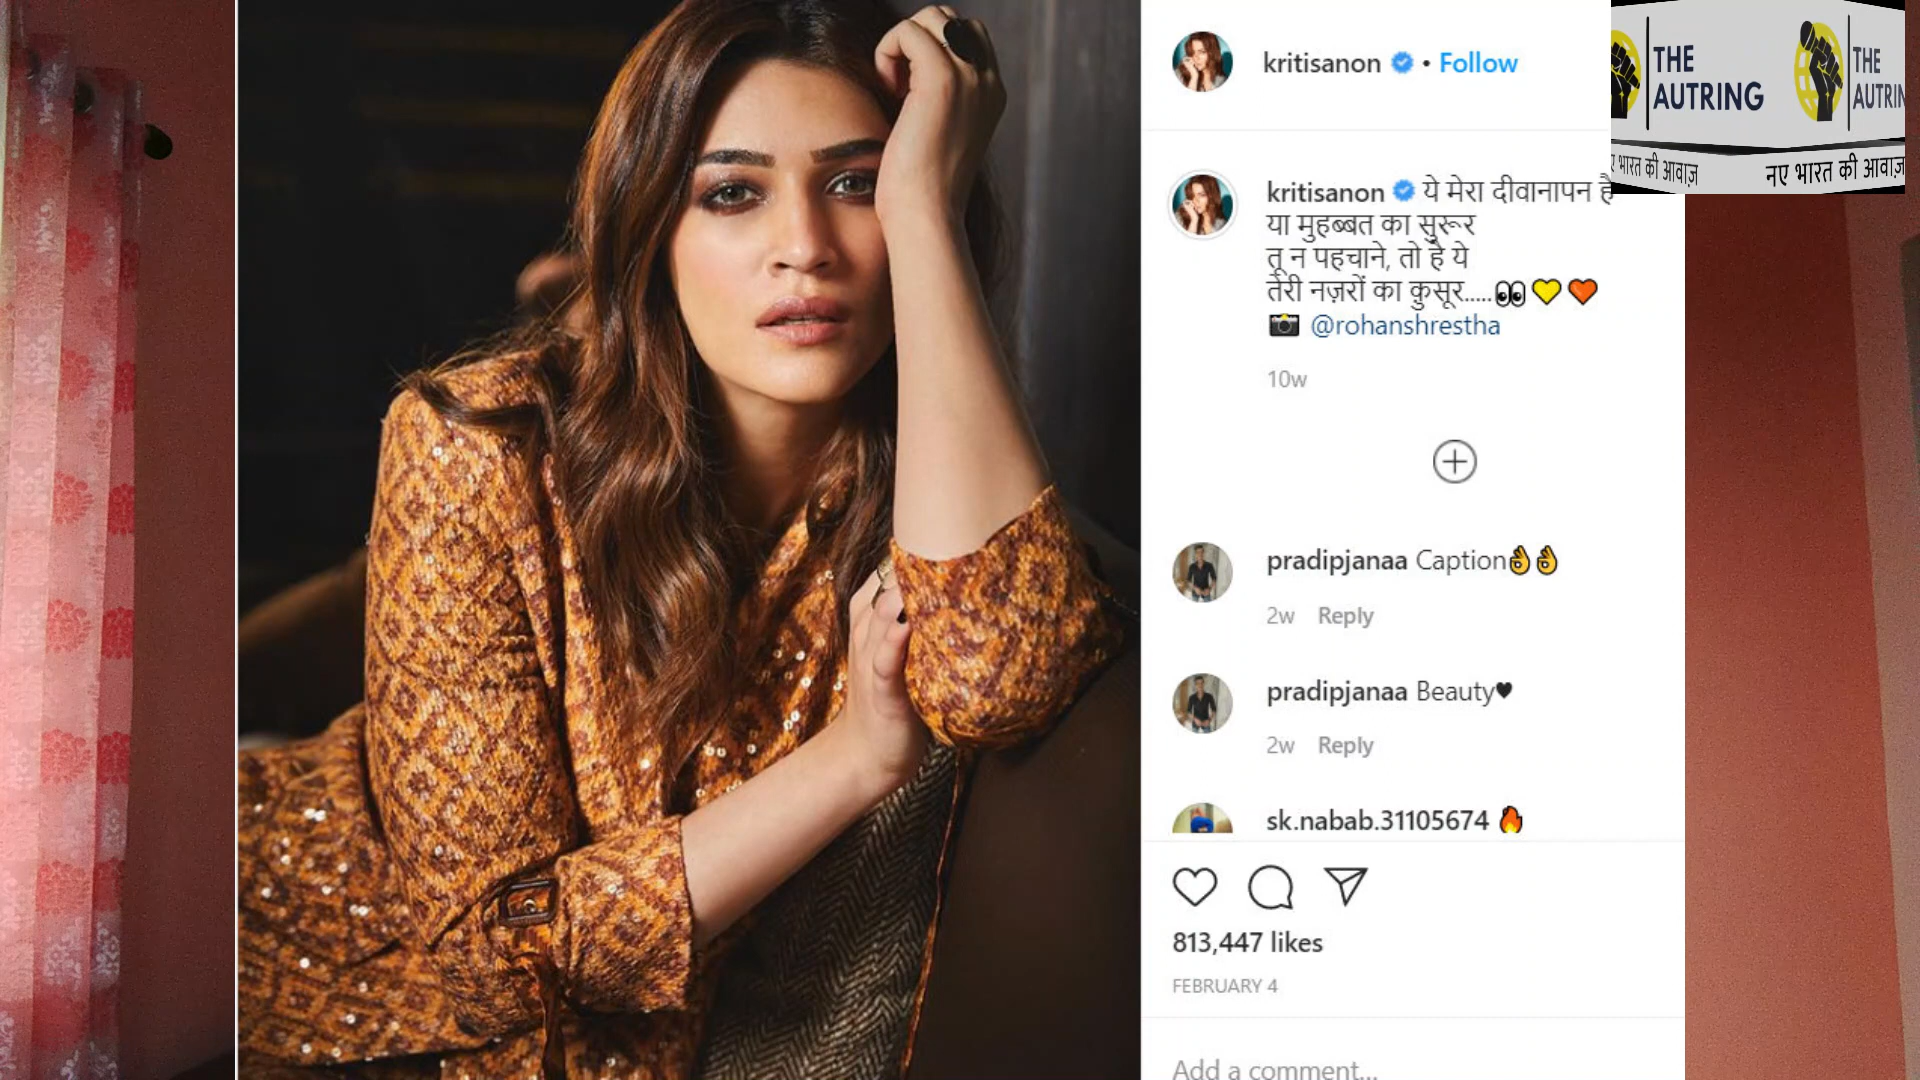 kritisanon • Follow
THE
AUTRING
THE
भारत की आवाज़
नए भारत की आवाज़
kritisanon ये मेरा दीवानापन है
या मुहब्बत का सुरूर
तू न पहचाने, तो है ये
तेरी नज़रों का क़ुसूर.....👀💛🧡
📸 @rohanshrestha
10w
pradipjanaa Caption👌👌
2w Reply
pradipjanaa Beauty♥
2w Reply
sk.nabab.31105674 🔥
813,447 likes
FEBRUARY 4
Add a comment...